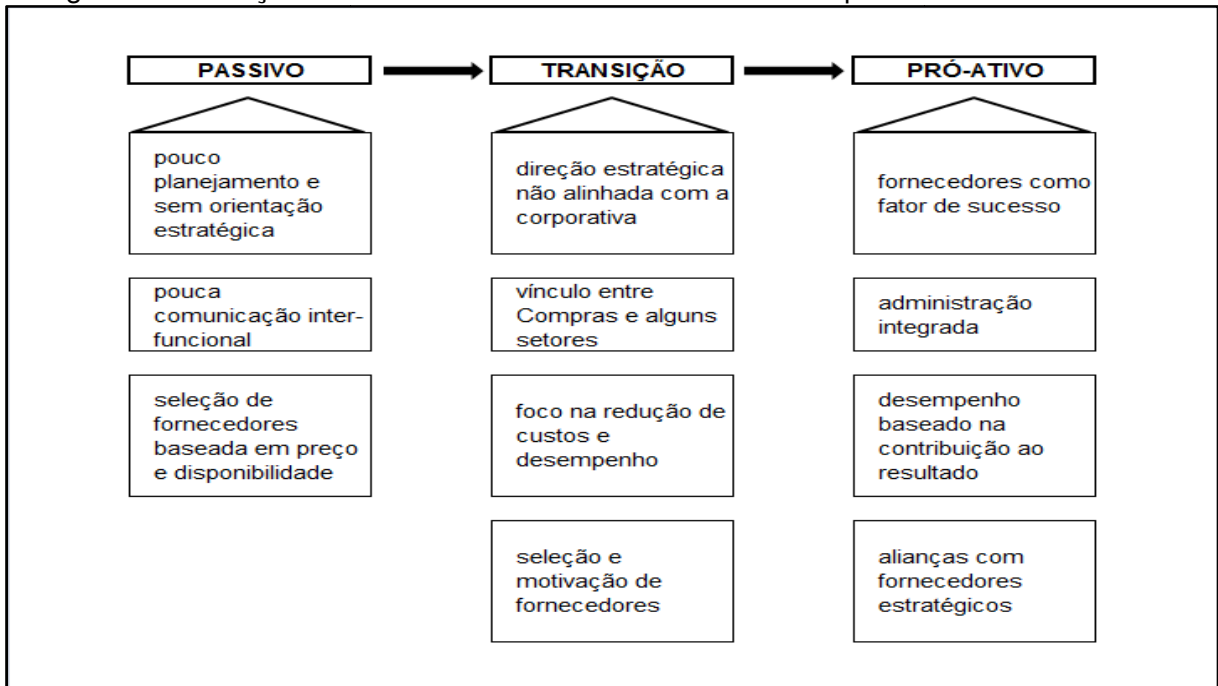 PASSIVO
TRANSIÇÃO
PRÓ-ATIVO
pouco
planejamento e
sem orientação
estratégica
direção estratégica
não alinhada com a
corporativa
fornecedores como
fator de sucesso
pouca
comunicação inter-
funcional
vínculo entre
Compras e alguns
setores
administração
integrada
seleção de
fornecedores
baseada em preço
e disponibilidade
foco na redução de
custos e
desempenho
desempenho
baseado na
contribuição ao
resultado
seleção e
motivação de
fornecedores
alianças com
fornecedores
estratégicos